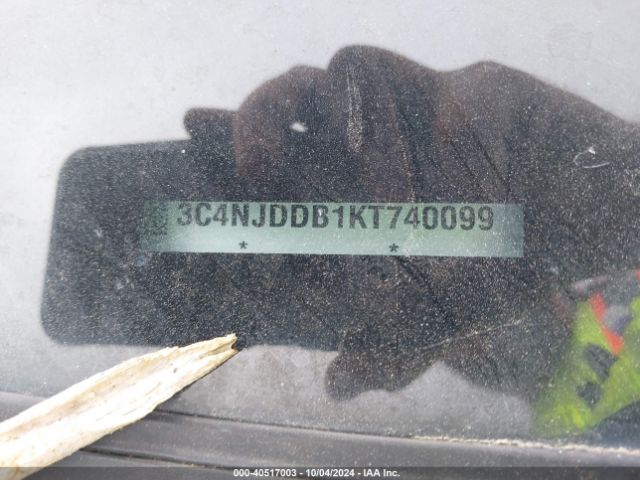 3C4NJDDB1KT740099
* *
000-40517003 - 10/04/2024 - IAA Inc.